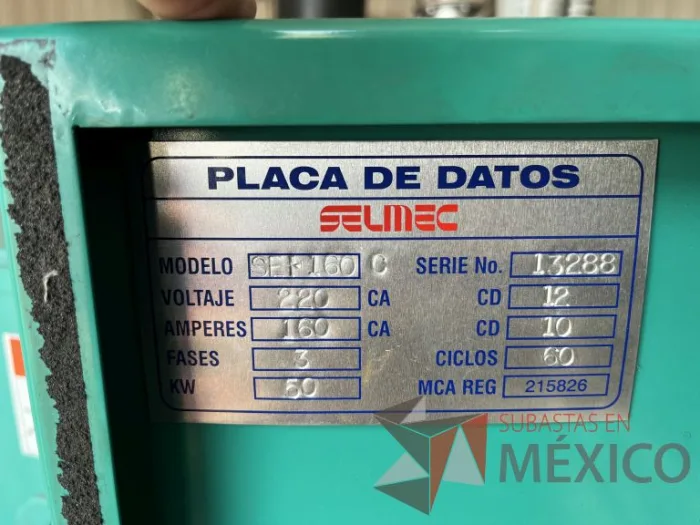 PLACA DE DATOS
SELMEC
MODELO 160 C SERIE No. 13288
VOLTAJE 220 CA CD 12
AMPERES 160 CA CD 10
FASES 3 CICLOS 60
KW MCA REG 215826
SUBASTAS EN
MÉXICO